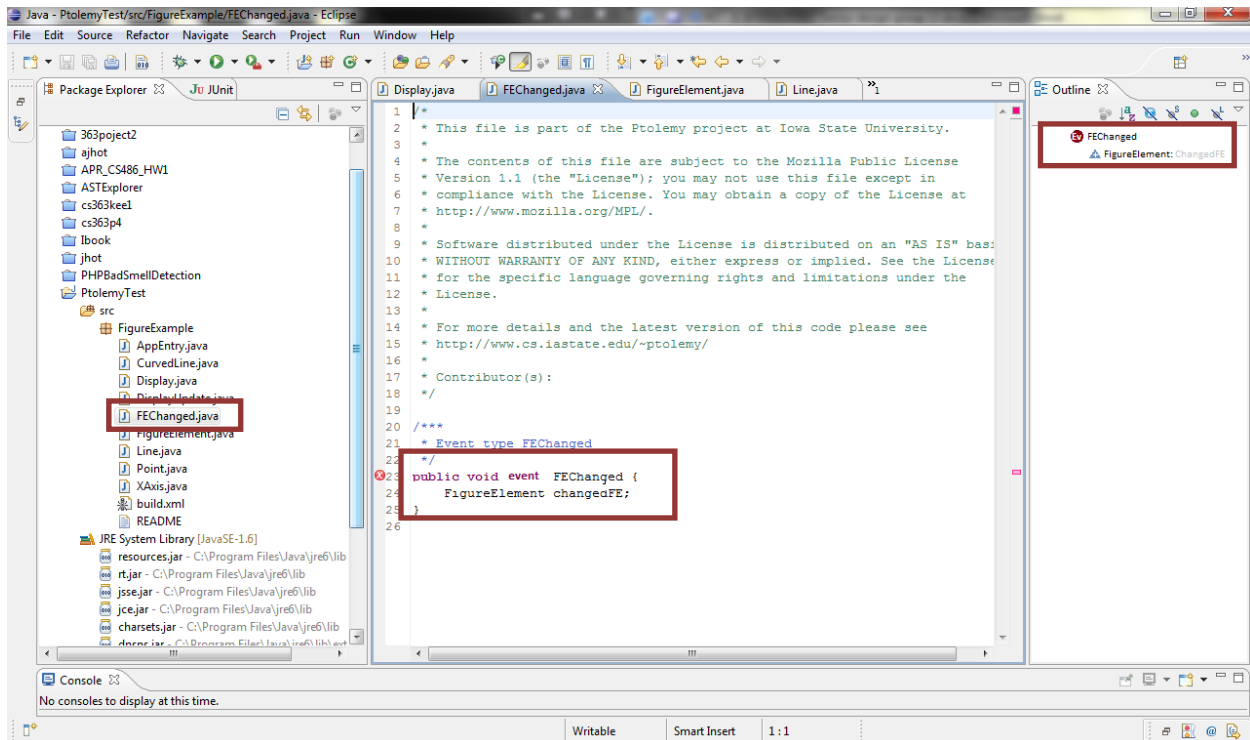 Java - PtolemyTest/src/FigureExample/FEChanged.java - Eclipse
File Edit Source Refactor Navigate Search Project Run Window Help
Package Explorer
JUnit
363poject2
ajhot
APR_CS486_HW1
ASTExplorer
cs363kee1
cs363p4
Ibook
jhot
PHPBadSmellDetection
PtolemyTest
src
FigureExample
AppEntry.java
CurvedLine.java
Display.java
DisplayUpdate.java
FEChanged.java
FigureElement.java
Line.java
Point.java
XAxis.java
build.xml
README
JRE System Library [JavaSE-1.6]
resources.jar - C:\Program Files\Java\jre6\lib
rt.jar - C:\Program Files\Java\jre6\lib
jsse.jar - C:\Program Files\Java\jre6\lib
jce.jar - C:\Program Files\Java\jre6\lib
charsets.jar - C:\Program Files\Java\jre6\lib
dnsns.jar - C:\Program Files\Java\jre6\lib\ext
Display.java FEChanged.java FigureElement.java Line.java »1
1 /*
2 * This file is part of the Ptolemy project at Iowa State University.
3 *
4 * The contents of this file are subject to the Mozilla Public License
5 * Version 1.1 (the "License"); you may not use this file except in
6 * compliance with the License. You may obtain a copy of the License at
7 * http://www.mozilla.org/MPL/.
8 *
9 * Software distributed under the License is distributed on an "AS IS" basi
10 * WITHOUT WARRANTY OF ANY KIND, either express or implied. See the License
11 * for the specific language governing rights and limitations under the
12 * License.
13 *
14 * For more details and the latest version of this code please see
15 * http://www.cs.iastate.edu/~ptolemy/
16 *
17 * Contributor(s):
18 */
19
20 /***
21 * Event type FEChanged
22 */
23 public void event FEChanged {
24 FigureElement changedFE;
25 }
26
Outline
Ev FEChanged
FigureElement: ChangedFE
Console
No consoles to display at this time.
Writable Smart Insert 1 : 1